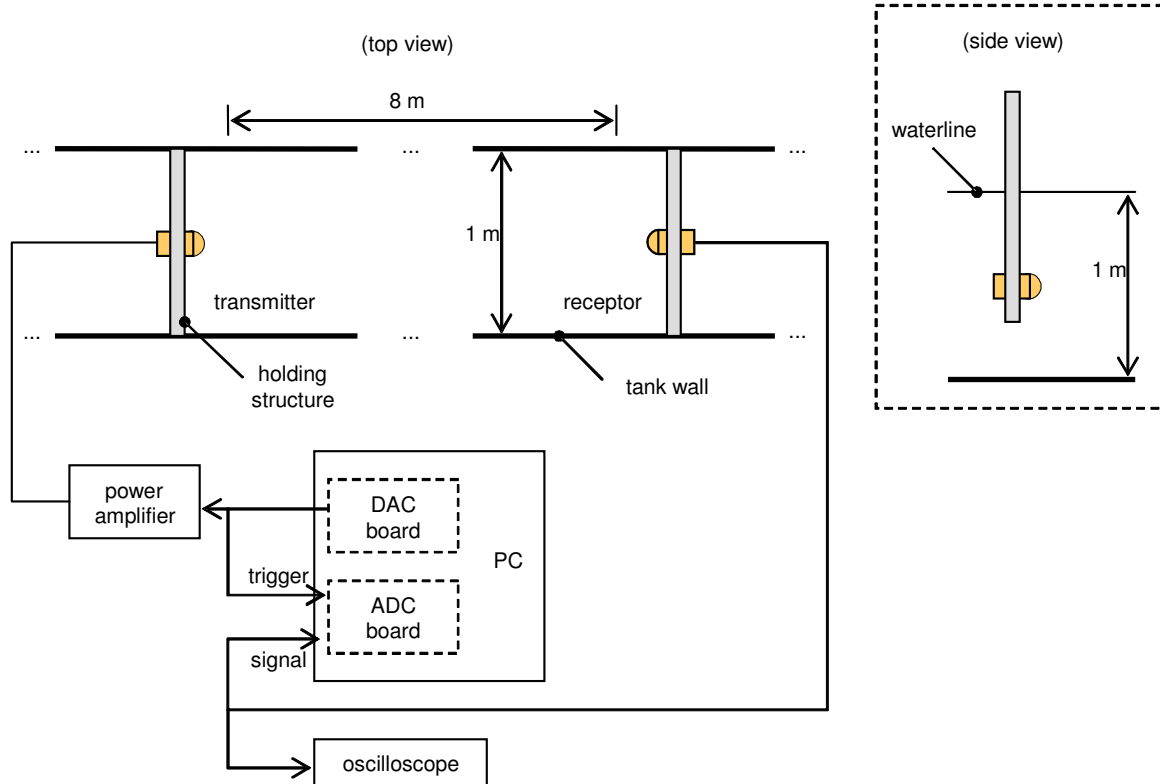 (top view)
(side view)
8 m
waterline
...
...
...
1 m
1 m
transmitter
receptor
...
...
...
holding
structure
tank wall
power
amplifier
DAC
board
PC
trigger
ADC
board
signal
oscilloscope